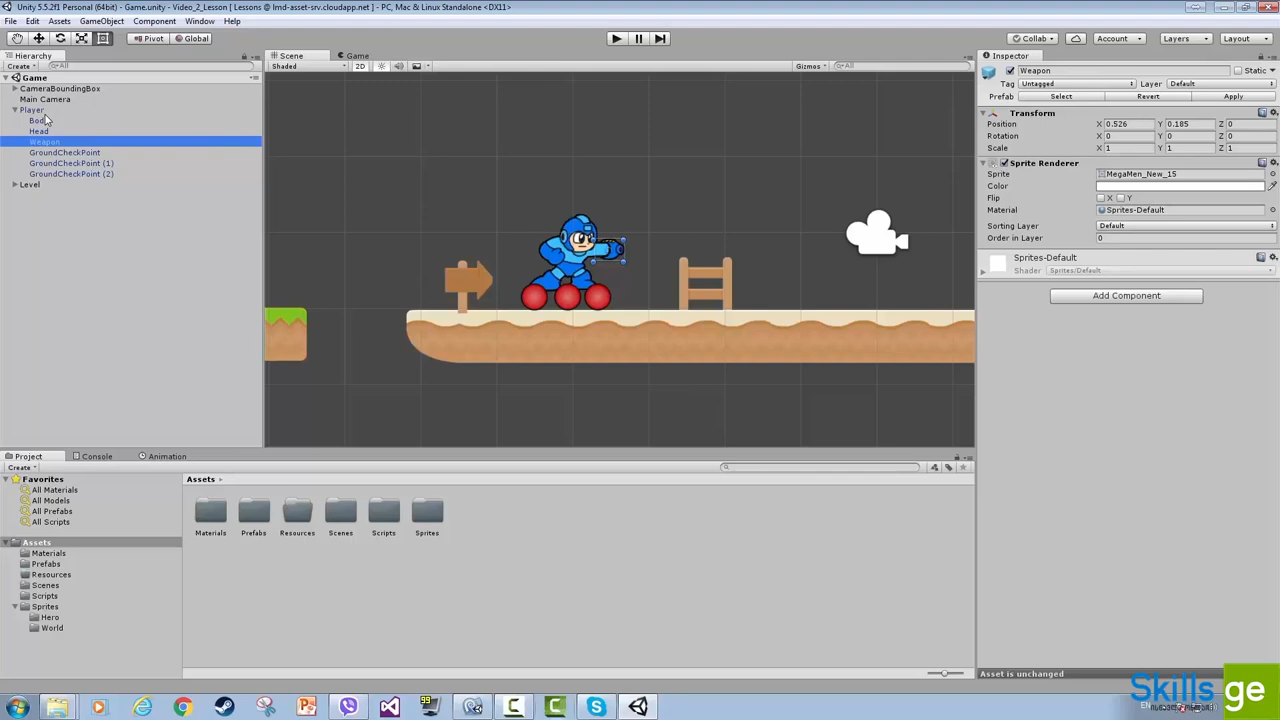 Unity 5.5.2f1 Personal (64bit) - Game.unity - Video_2_Lesson [ Lessons @ lmd-asset-srv.cloudapp.net ] - PC, Mac & Linux Standalone <DX11>
File Edit Assets GameObject Component Window Help
Pivot Global Collab Account Layers Layout
Hierarchy Scene Game Inspector
Create All Shaded 2D Gizmos All
Game
CameraBoundingBox
Main Camera
Player
Body
Head
Weapon
GroundCheckPoint
GroundCheckPoint (1)
GroundCheckPoint (2)
Level
Weapon Static
Tag Untagged Layer Default
Prefab Select Revert Apply
Transform
Position X 0.526 Y 0.185 Z 0
Rotation X 0 Y 0 Z 0
Scale X 1 Y 1 Z 1
Sprite Renderer
Sprite MegaMen_New_15
Color
Flip X Y
Material Sprites-Default
Sorting Layer Default
Order in Layer 0
Sprites-Default
Shader Sprites/Default
Add Component
Project Console Animation
Create
Favorites
All Materials
All Models
All Prefabs
All Scripts
Assets
Materials
Prefabs
Resources
Scenes
Scripts
Sprites
Hero
World
Assets
Materials Prefabs Resources Scenes Scripts Sprites
Asset is unchanged
Skills ge
99